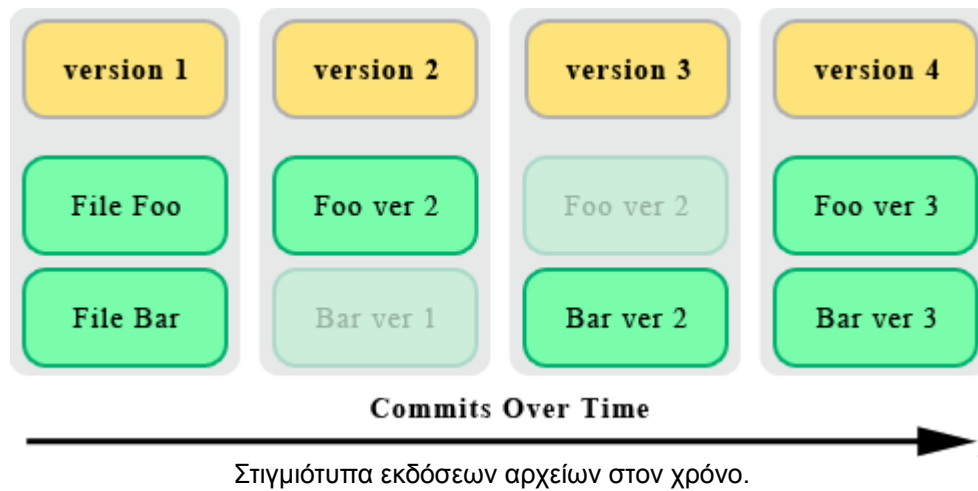 version 1 version 2 version 3 version 4
File Foo Foo ver 2 Foo ver 2 Foo ver 3
File Bar Bar ver 1 Bar ver 2 Bar ver 3
Commits Over Time
Στιγμιότυπα εκδόσεων αρχείων στον χρόνο.